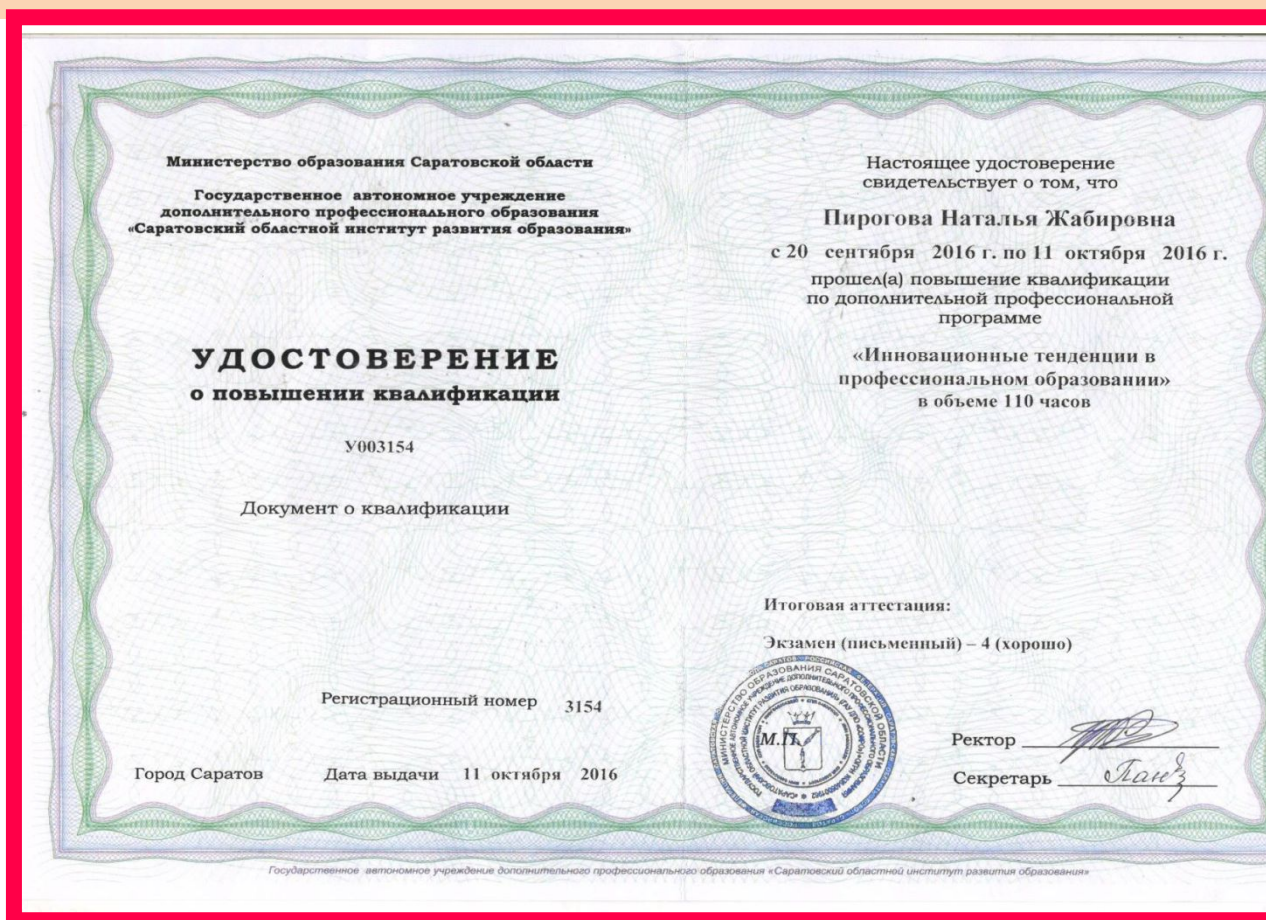 Министерство образования Саратовской области
Государственное автономное учреждение
дополнительного профессионального образования
«Саратовский областной институт развития образования»
УДОСТОВЕРЕНИЕ
о повышении квалификации
У003154
Документ о квалификации
Регистрационный номер 3154
Город Саратов Дата выдачи 11 октября 2016
Настоящее удостоверение
свидетельствует о том, что
Пирогова Наталья Жабировна
с 20 сентября 2016 г. по 11 октября 2016 г.
прошел(а) повышение квалификации
по дополнительной профессиональной
программе
«Инновационные тенденции в
профессиональном образовании»
в объеме 110 часов
Итоговая аттестация:
Экзамен (письменный) – 4 (хорошо)
МИНИСТЕРСТВО ОБРАЗОВАНИЯ САРАТОВСКОЙ ОБЛАСТИ
М.П.
Ректор
Секретарь
Государственное автономное учреждение дополнительного профессионального образования «Саратовский областной институт развития образования»